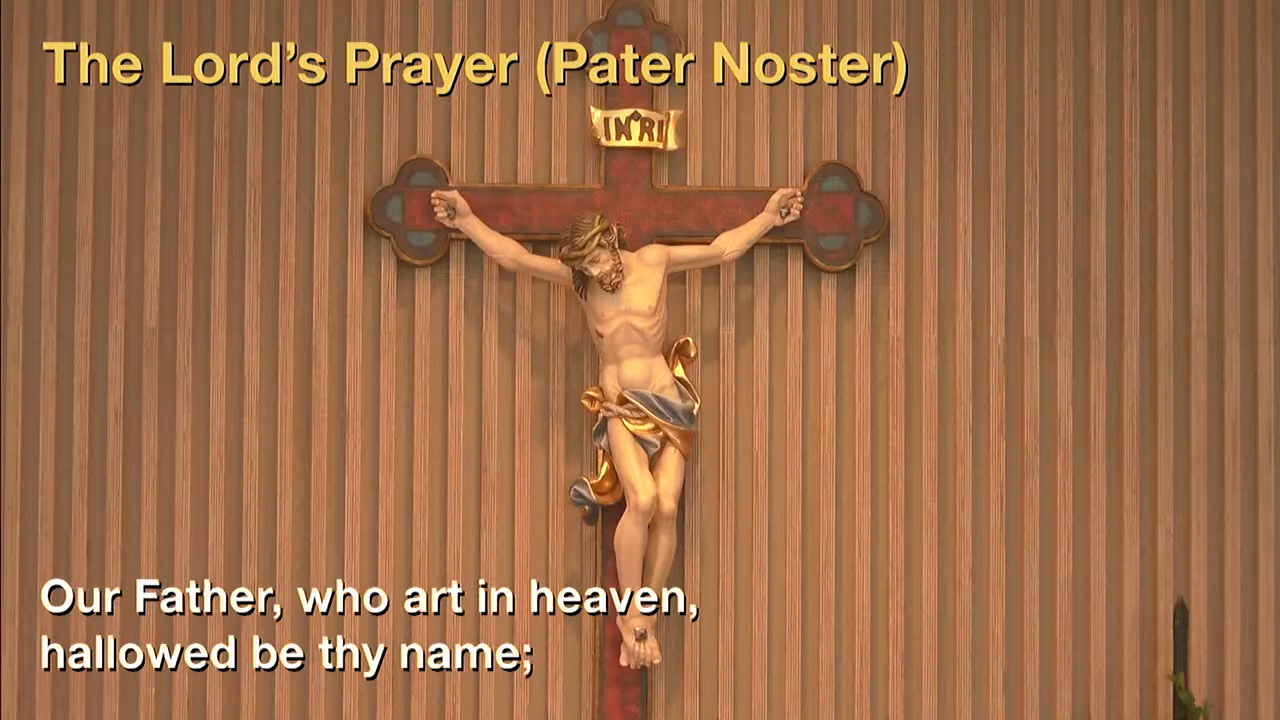 The Lord’s Prayer (Pater Noster)
INRI
Our Father, who art in heaven,
hallowed be thy name;